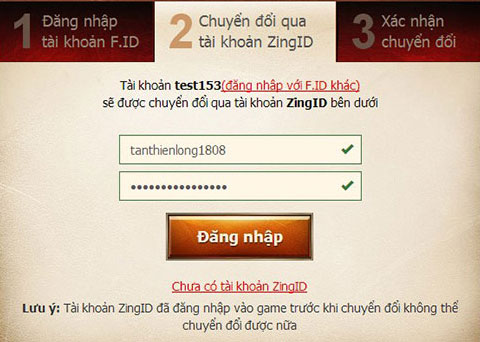 1 Đăng nhập
tài khoản F.ID
2 Chuyển đổi qua
tài khoản ZingID
3 Xác nhận
chuyển đổi
Tài khoản test153(đăng nhập với F.ID khác)
sẽ được chuyển đổi qua tài khoản ZingID bên dưới
tanthienlong1808
••••••••••••••••
Đăng nhập
Chưa có tài khoản ZingID
Lưu ý: Tài khoản ZingID đã đăng nhập vào game trước khi chuyển đổi không thể
chuyển đổi được nữa